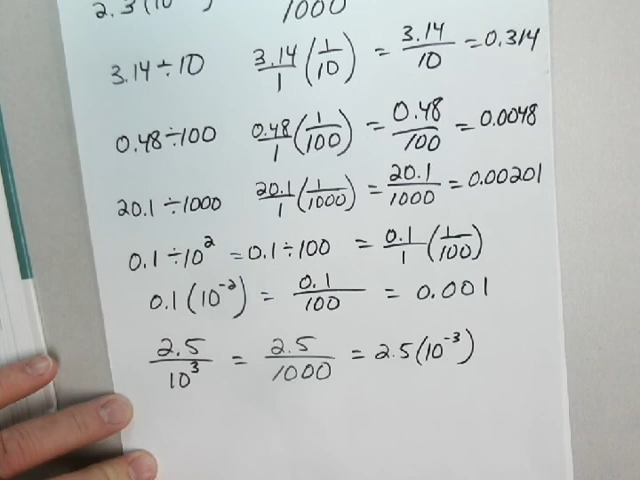 2.3(10 ) /1000
3.14÷10 3.14/1 (1/10) = 3.14/10 = 0.314
0.48÷100 0.48/1 (1/100) = 0.48/100 = 0.0048
20.1÷1000 20.1/1 (1/1000) = 20.1/1000 = 0.00201
0.1÷10² = 0.1÷100 = 0.1/1 (1/100)
0.1(10⁻²) = 0.1/100 = 0.001
2.5/10³ = 2.5/1000 = 2.5(10⁻³)